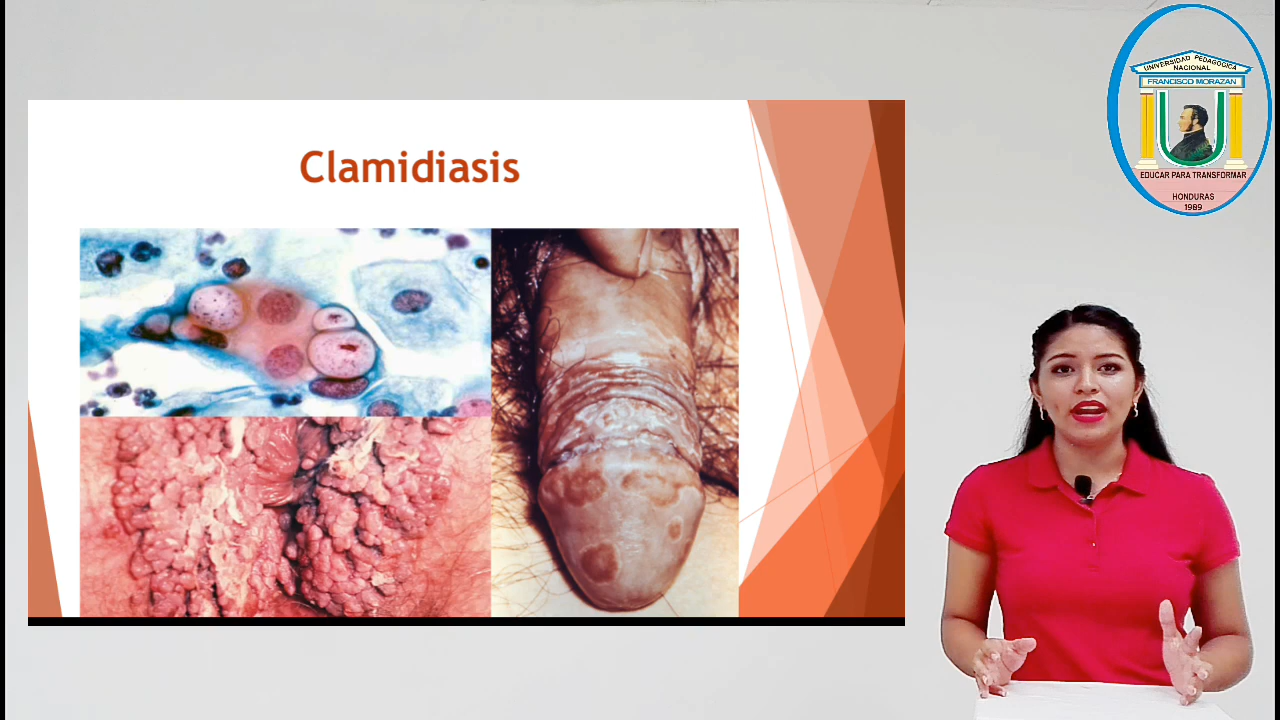 Clamidiasis
UNIVERSIDAD PEDAGOGICA
NACIONAL
FRANCISCO MORAZAN
EDUCAR PARA TRANSFORMAR
HONDURAS
1989